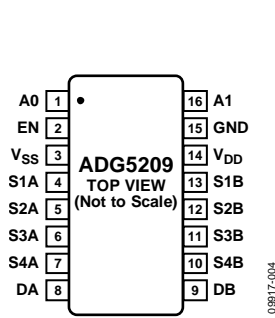 A0 1 16 A1
EN 2 15 GND
VSS 3 14 VDD
S1A 4 13 S1B
S2A 5 12 S2B
S3A 6 11 S3B
S4A 7 10 S4B
DA 8 9 DB
ADG5209
TOP VIEW
(Not to Scale)
09917-004